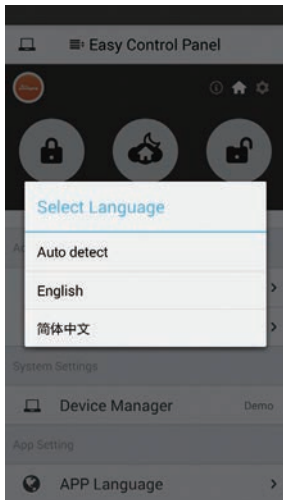 Easy Control Panel
Select Language
Auto detect
English
简体中文
System Settings
Device Manager
Demo
App Setting
APP Language